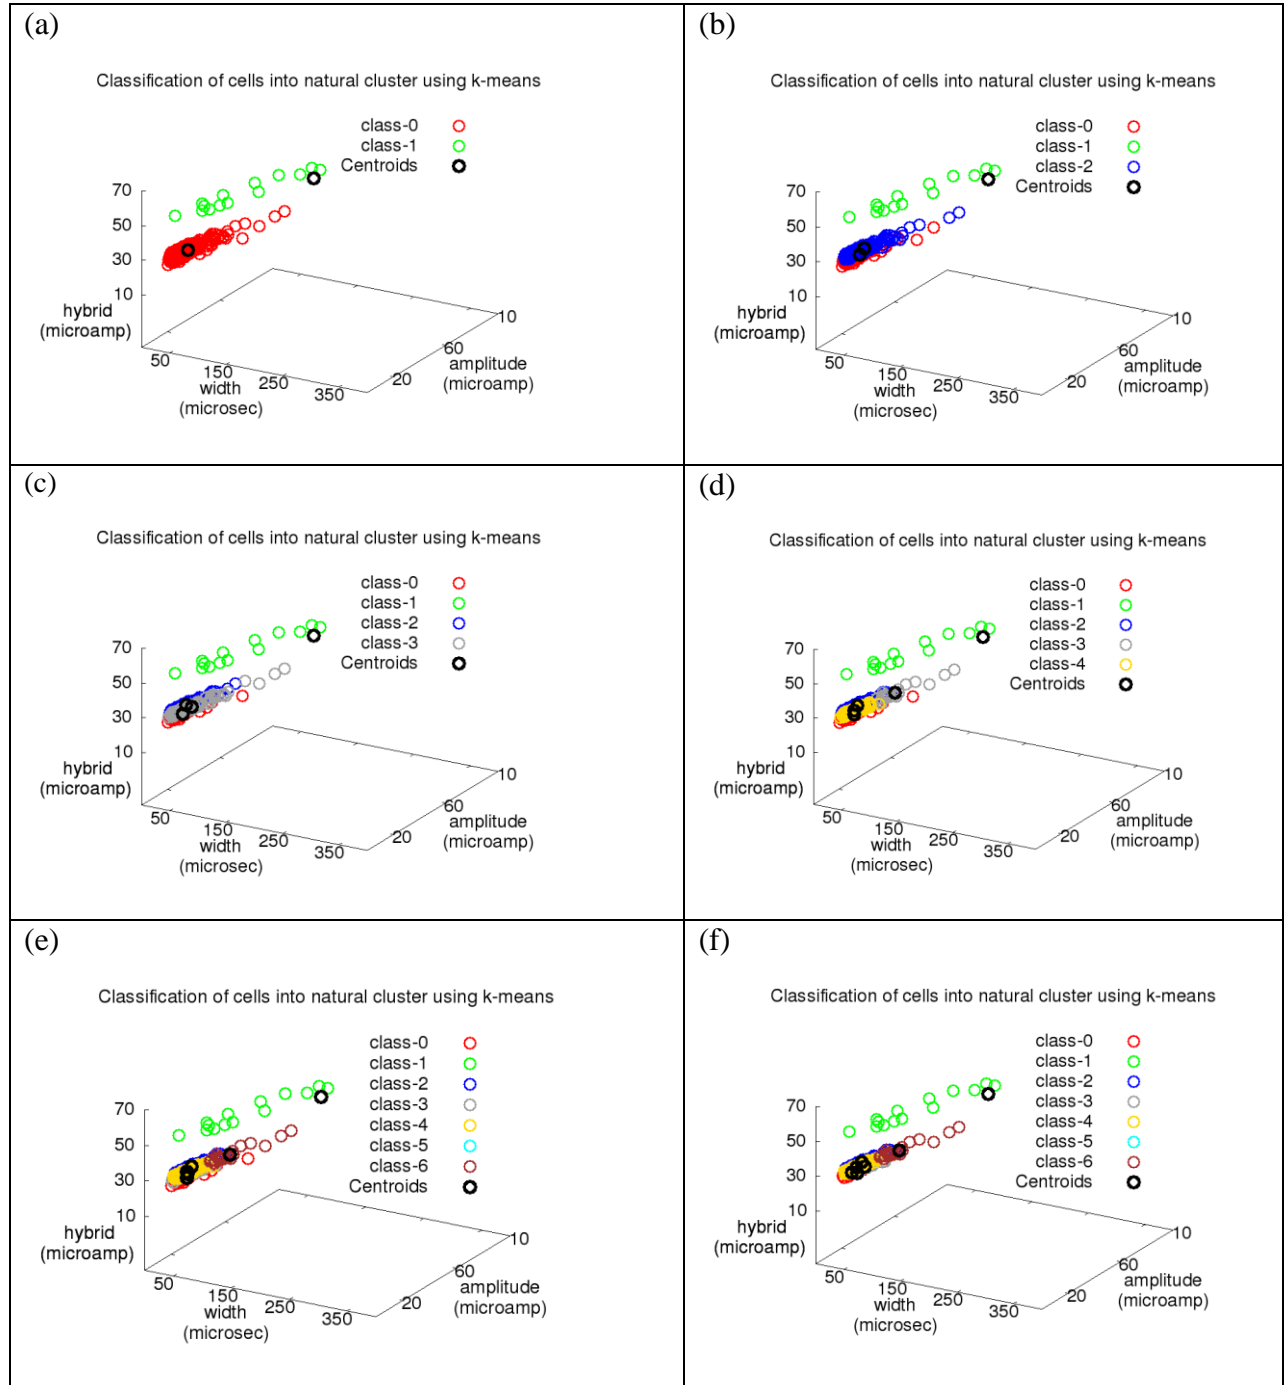 (a)
Classification of cells into natural cluster using k-means
class-0
class-1
Centroids
70
50
30
10
hybrid
(microamp)
50
150
250
350
width
(microsec)
20
60
10
amplitude
(microamp)
(b)
Classification of cells into natural cluster using k-means
class-0
class-1
class-2
Centroids
70
50
30
10
hybrid
(microamp)
50
150
250
350
width
(microsec)
20
60
10
amplitude
(microamp)
(c)
Classification of cells into natural cluster using k-means
class-0
class-1
class-2
class-3
Centroids
70
50
30
10
hybrid
(microamp)
50
150
250
350
width
(microsec)
20
60
10
amplitude
(microamp)
(d)
Classification of cells into natural cluster using k-means
class-0
class-1
class-2
class-3
class-4
Centroids
70
50
30
10
hybrid
(microamp)
50
150
250
350
width
(microsec)
20
60
10
amplitude
(microamp)
(e)
Classification of cells into natural cluster using k-means
class-0
class-1
class-2
class-3
class-4
class-5
class-6
Centroids
70
50
30
10
hybrid
(microamp)
50
150
250
350
width
(microsec)
20
60
10
amplitude
(microamp)
(f)
Classification of cells into natural cluster using k-means
class-0
class-1
class-2
class-3
class-4
class-5
class-6
Centroids
70
50
30
10
hybrid
(microamp)
50
150
250
350
width
(microsec)
20
60
10
amplitude
(microamp)